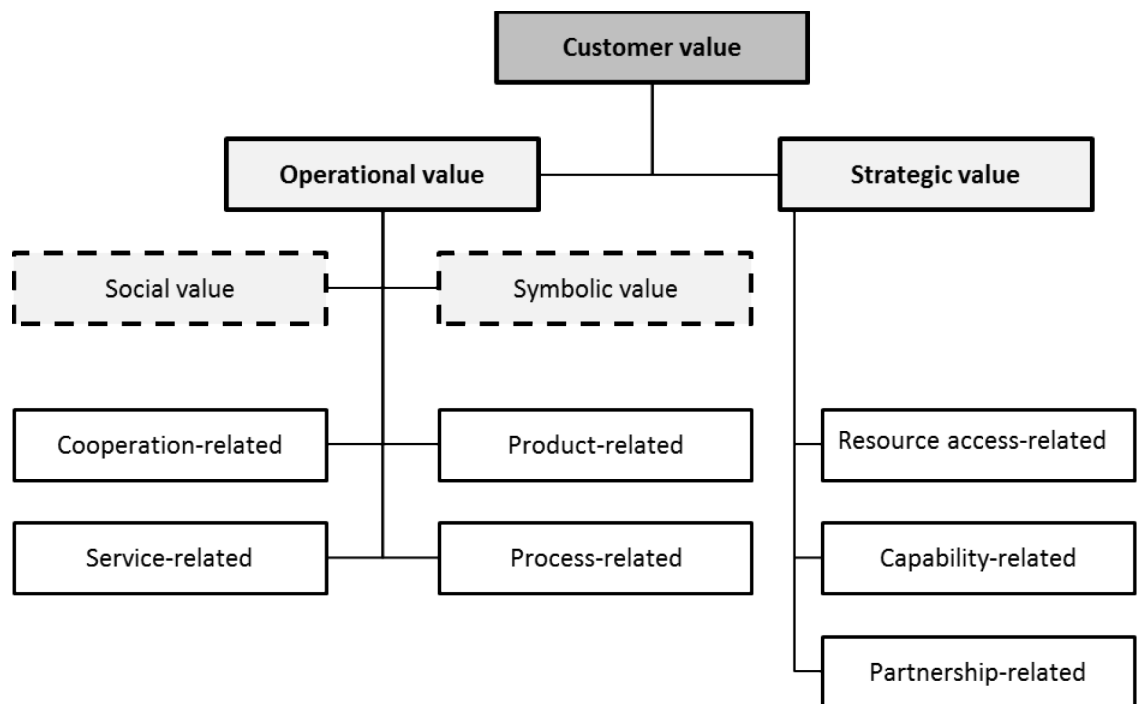 Customer value
Operational value
Strategic value
Social value
Symbolic value
Cooperation-related
Product-related
Resource access-related
Service-related
Process-related
Capability-related
Partnership-related